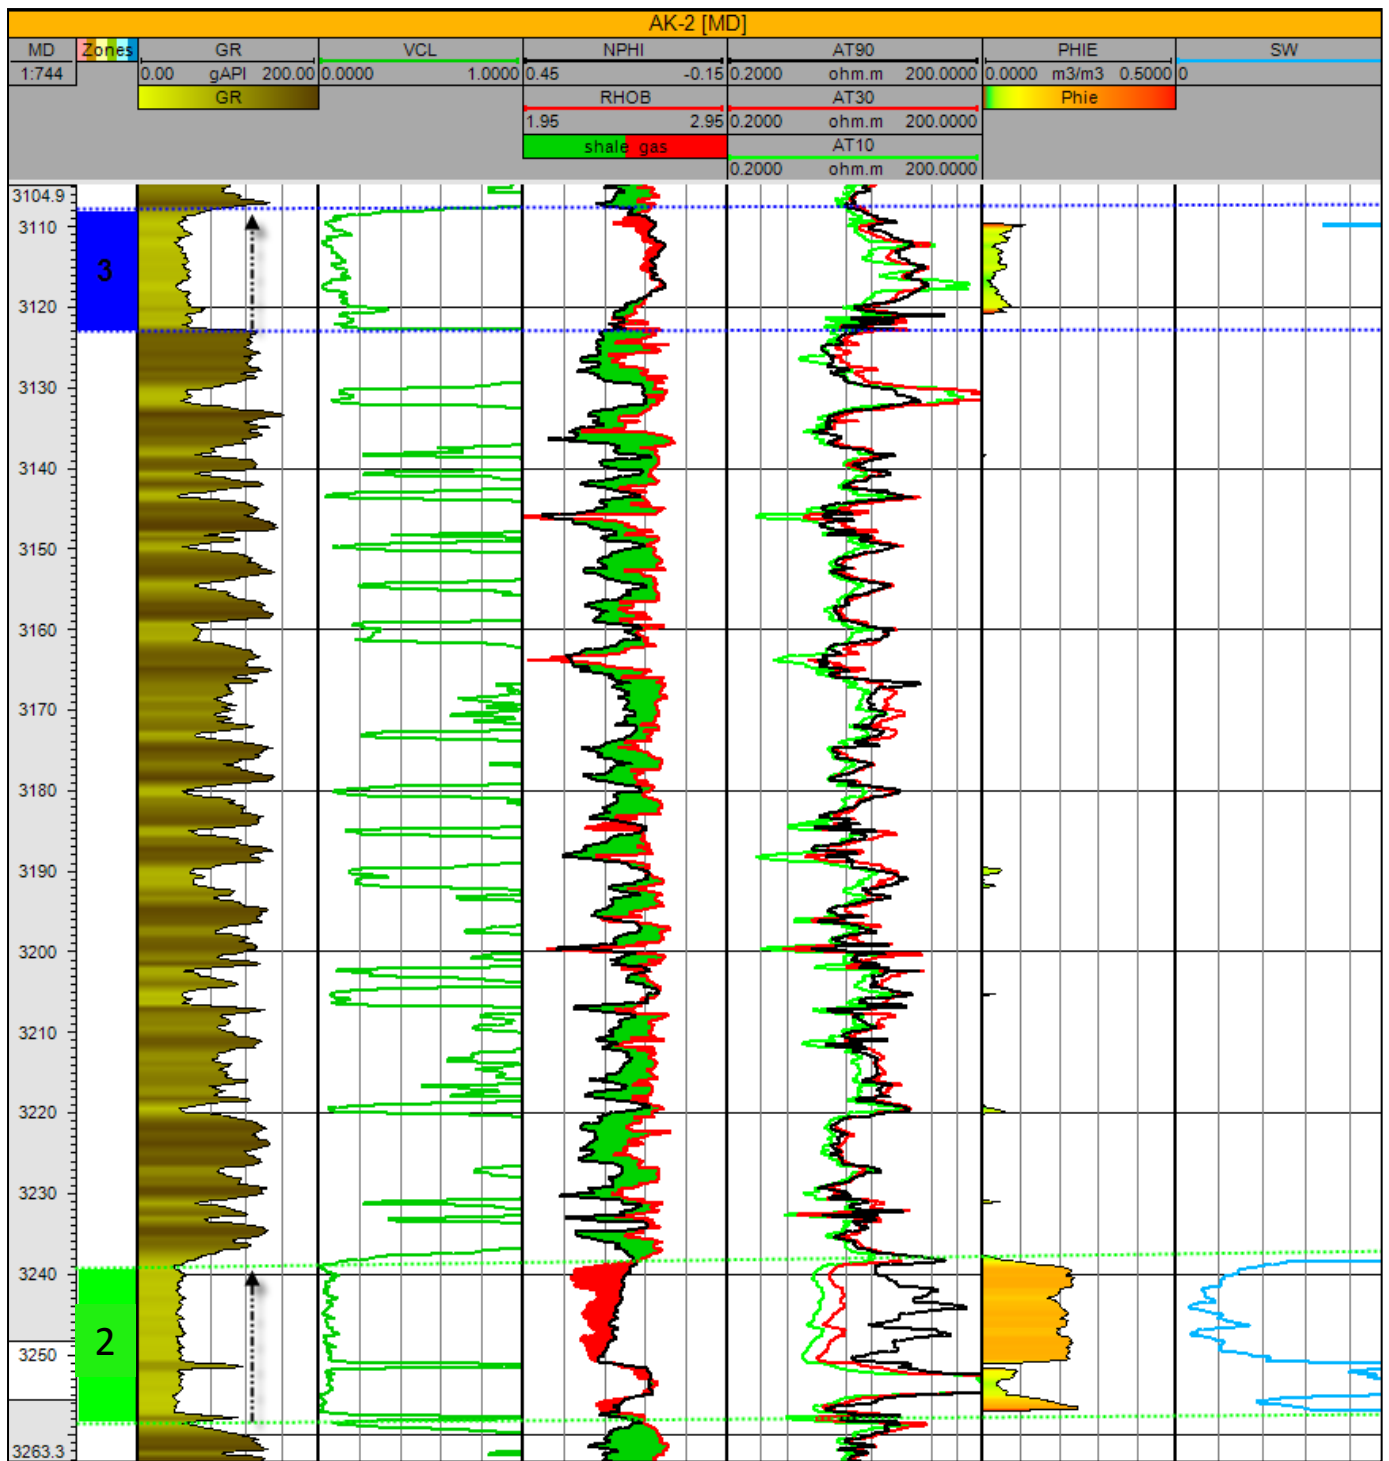 AK-2 [MD]
MD Zones GR VCL NPHI AT90 PHIE SW
1:744 0.00 gAPI 200.00 0.0000 1.0000 0.45 -0.15 0.2000 ohm.m 200.0000 0.0000 m3/m3 0.5000 0
GR RHOB AT30 Phie
1.95 2.95 0.2000 ohm.m 200.0000
shale gas AT10
0.2000 ohm.m 200.0000
3104.9
3110
3
3120
3130
3140
3150
3160
3170
3180
3190
3200
3210
3220
3230
3240
2
3250
3263.3